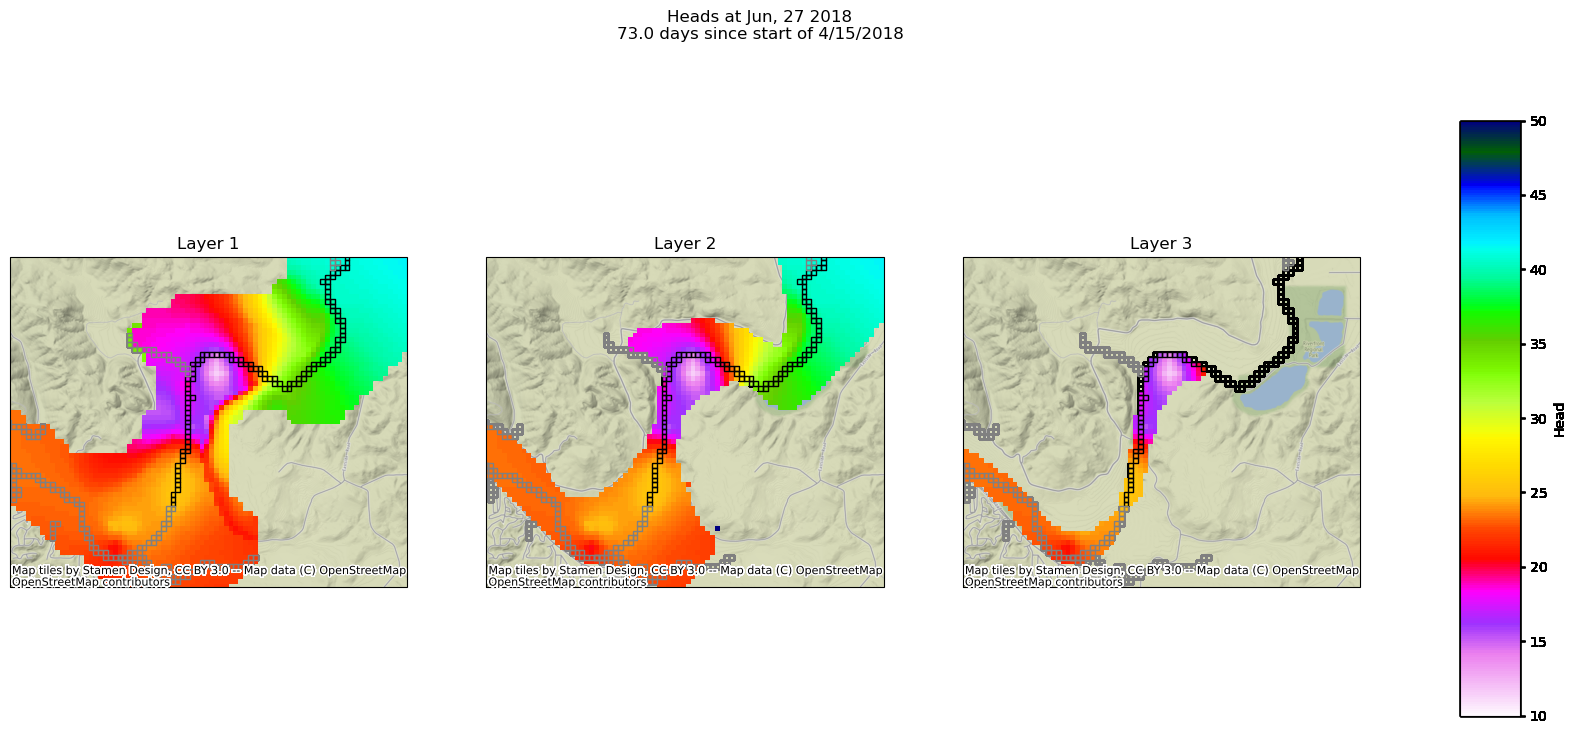 Heads at Jun, 27 2018
73.0 days since start of 4/15/2018
Layer 1
Layer 2
Layer 3
Map tiles by Stamen Design, CC BY 3.0 -- Map data (C) OpenStreetMap
OpenStreetMap contributors
Map tiles by Stamen Design, CC BY 3.0 -- Map data (C) OpenStreetMap
OpenStreetMap contributors
Map tiles by Stamen Design, CC BY 3.0 -- Map data (C) OpenStreetMap
OpenStreetMap contributors
50
45
40
35
30
25
20
15
10
Head